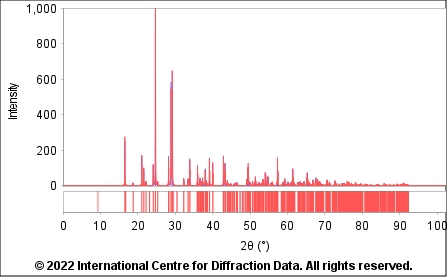 1,000
800
600
400
200
0
Intensity
0 10 20 30 40 50 60 70 80 90 100
2θ (°)
© 2022 International Centre for Diffraction Data. All rights reserved.